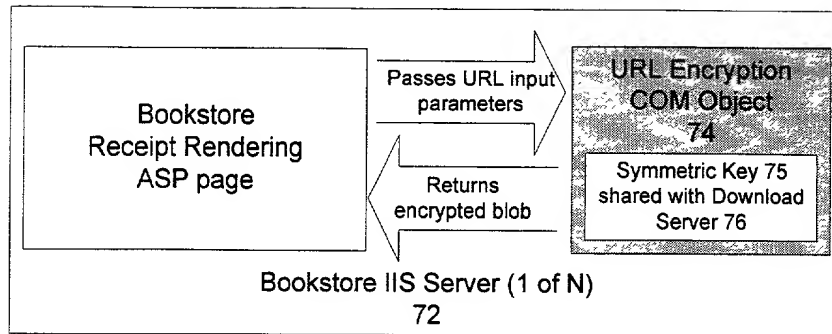 Bookstore
Receipt Rendering
ASP page
Passes URL input
parameters
Returns
encrypted blob
URL Encryption
COM Object
74
Symmetric Key 75
shared with Download
Server 76
Bookstore IIS Server (1 of N)
72